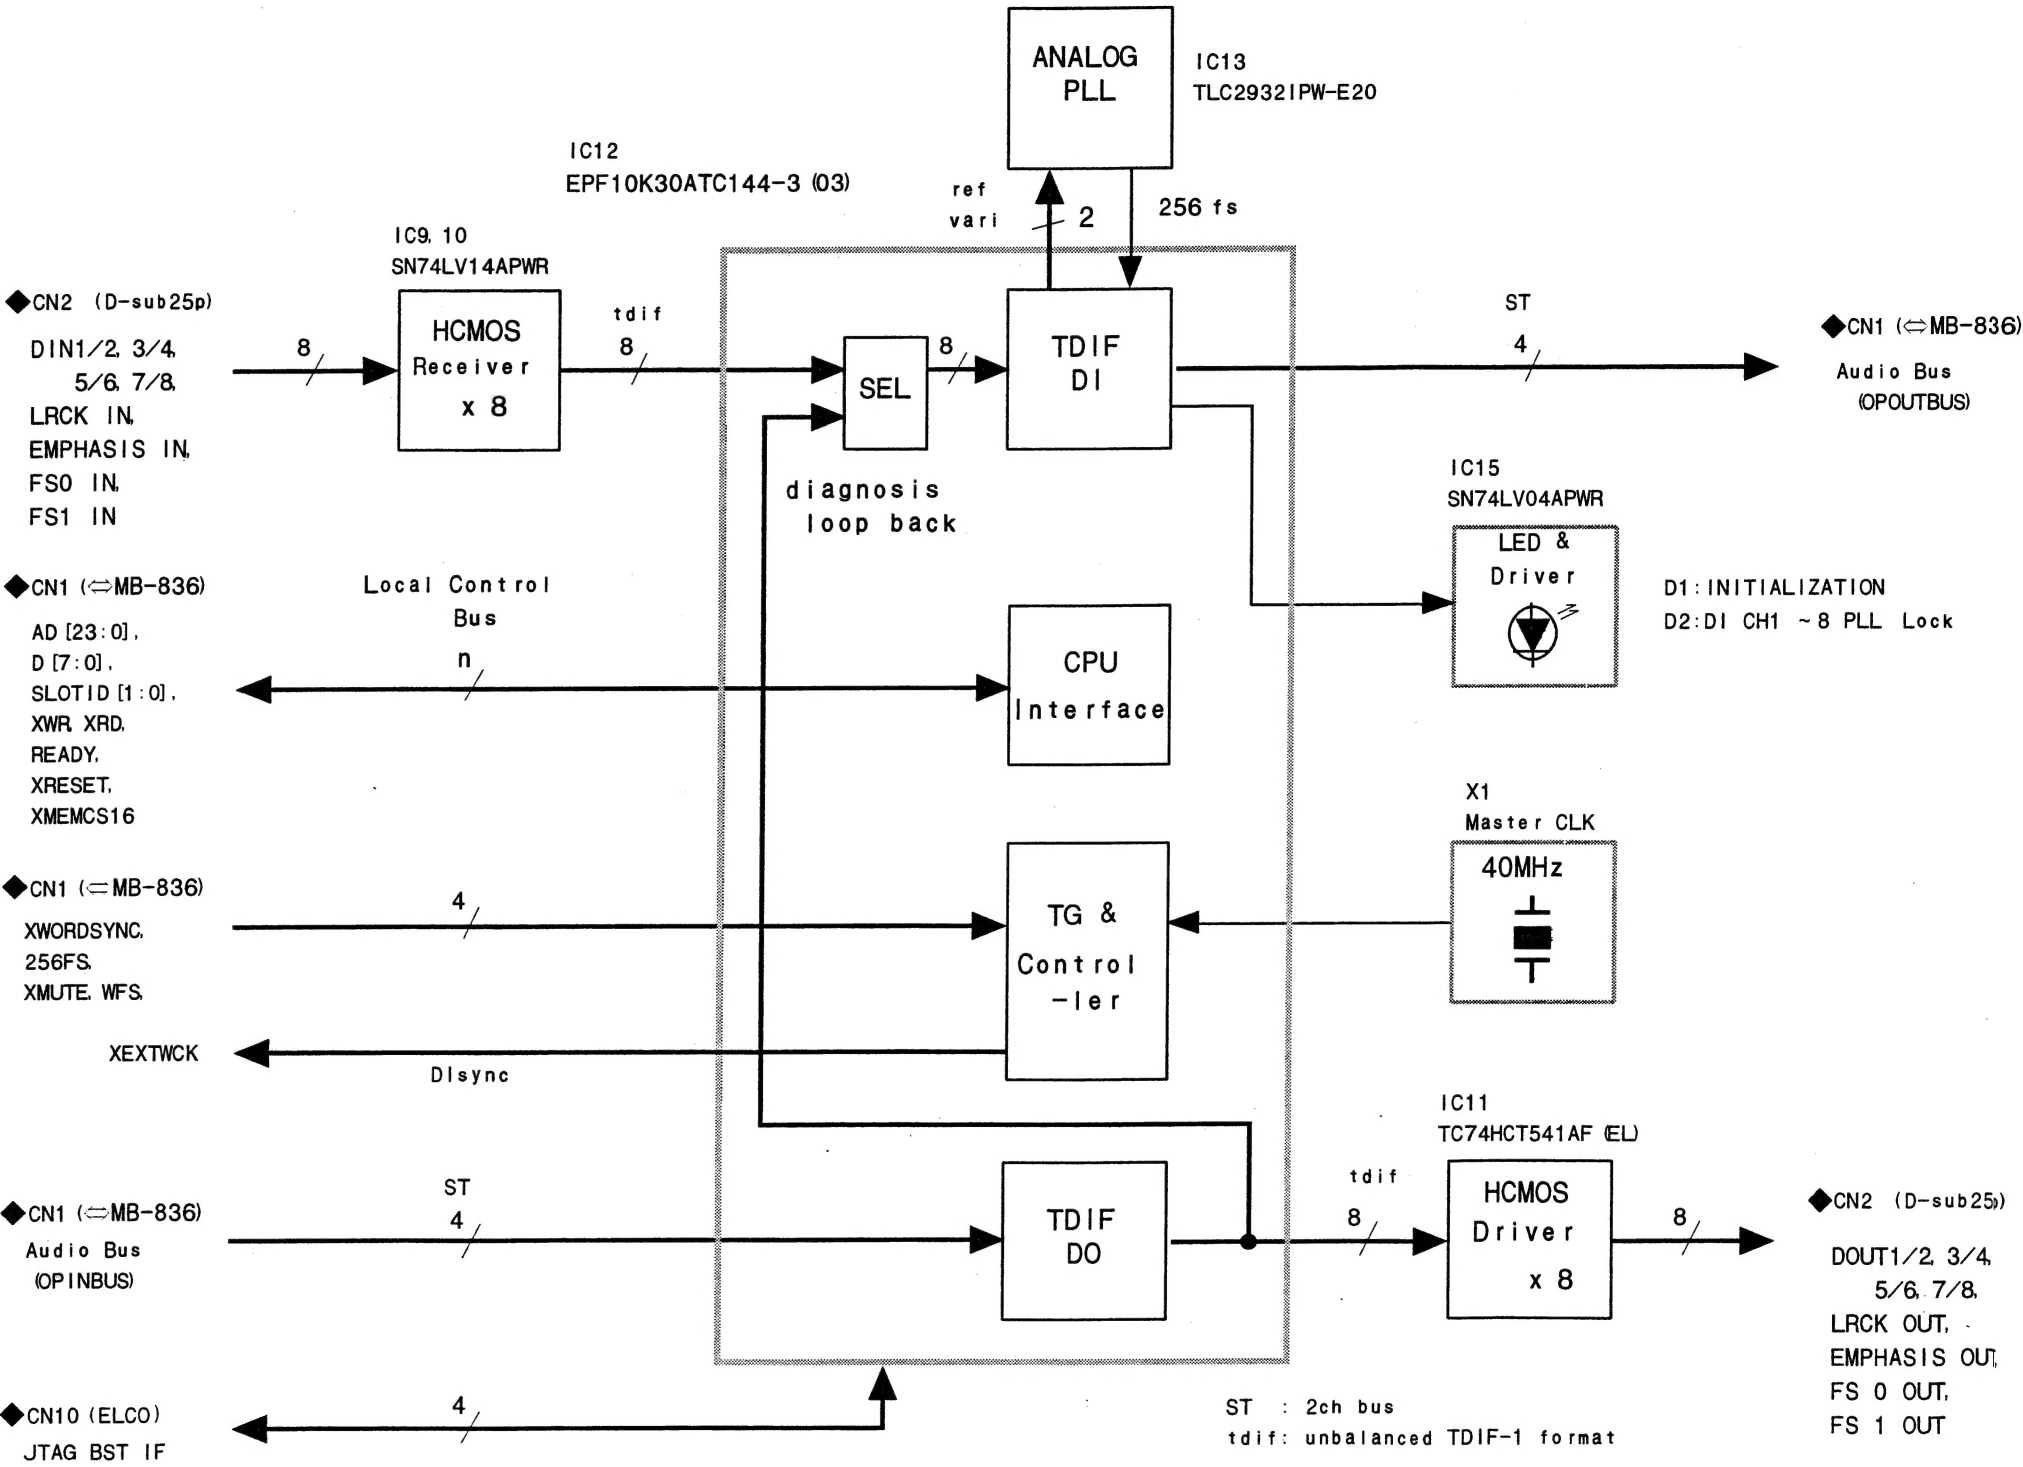 ANALOG
PLL
IC13
TLC2932IPW-E20
IC12
EPF10K30ATC144-3 (03)
ref
vari
2
256 fs
IC9, 10
SN74LV14APWR
◆CN2 (D-sub25p)
DIN1/2, 3/4,
5/6, 7/8,
LRCK IN,
EMPHASIS IN,
FS0 IN,
FS1 IN
8
HCMOS
Receiver
x 8
tdif
8
SEL
8
TDIF
DI
diagnosis
loop back
ST
4
◆CN1 (⇔MB-836)
Audio Bus
(OPOUTBUS)
IC15
SN74LV04APWR
LED &
Driver
D1:INITIALIZATION
D2:DI CH1 ~8 PLL Lock
◆CN1 (⇔MB-836)
AD [23:0],
D [7:0],
SLOTID [1:0],
XWR, XRD,
READY,
XRESET,
XMEMCS16
Local Control
Bus
n
CPU
Interface
X1
Master CLK
40MHz
◆CN1 (⇔MB-836)
XWORDSYNC,
256FS,
XMUTE, WFS,
4
TG &
Control
-ler
XEXTWCK
DIsync
◆CN1 (⇔MB-836)
Audio Bus
(OPINBUS)
ST
4
TDIF
DO
IC11
TC74HCT541AF (EL)
tdif
8
HCMOS
Driver
x 8
8
◆CN2 (D-sub25p)
DOUT1/2, 3/4,
5/6, 7/8,
LRCK OUT,
EMPHASIS OUT,
FS 0 OUT,
FS 1 OUT
◆CN10 (ELCO)
JTAG BST IF
4
ST : 2ch bus
tdif: unbalanced TDIF-1 format